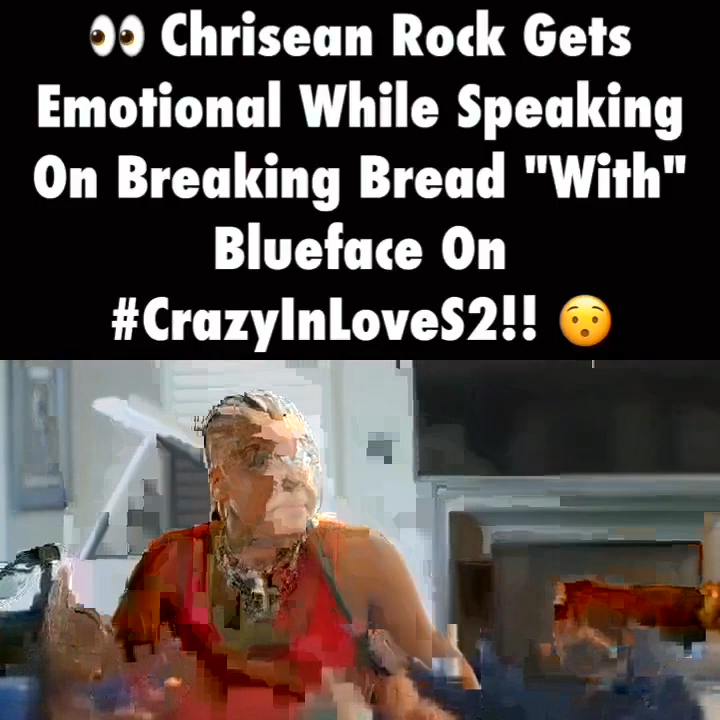 👀 Chrisean Rock Gets
Emotional While Speaking
On Breaking Bread "With"
Blueface On
#CrazyInLoveS2!! 😯